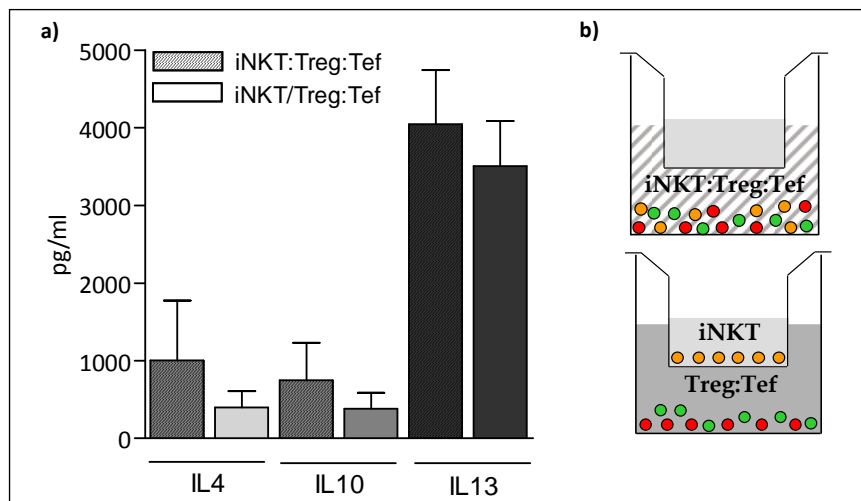 a)
5000
4000
3000
2000
1000
0
pg/ml
iNKT:Treg:Tef
iNKT/Treg:Tef
IL4 IL10 IL13
b)
iNKT:Treg:Tef
iNKT
Treg:Tef